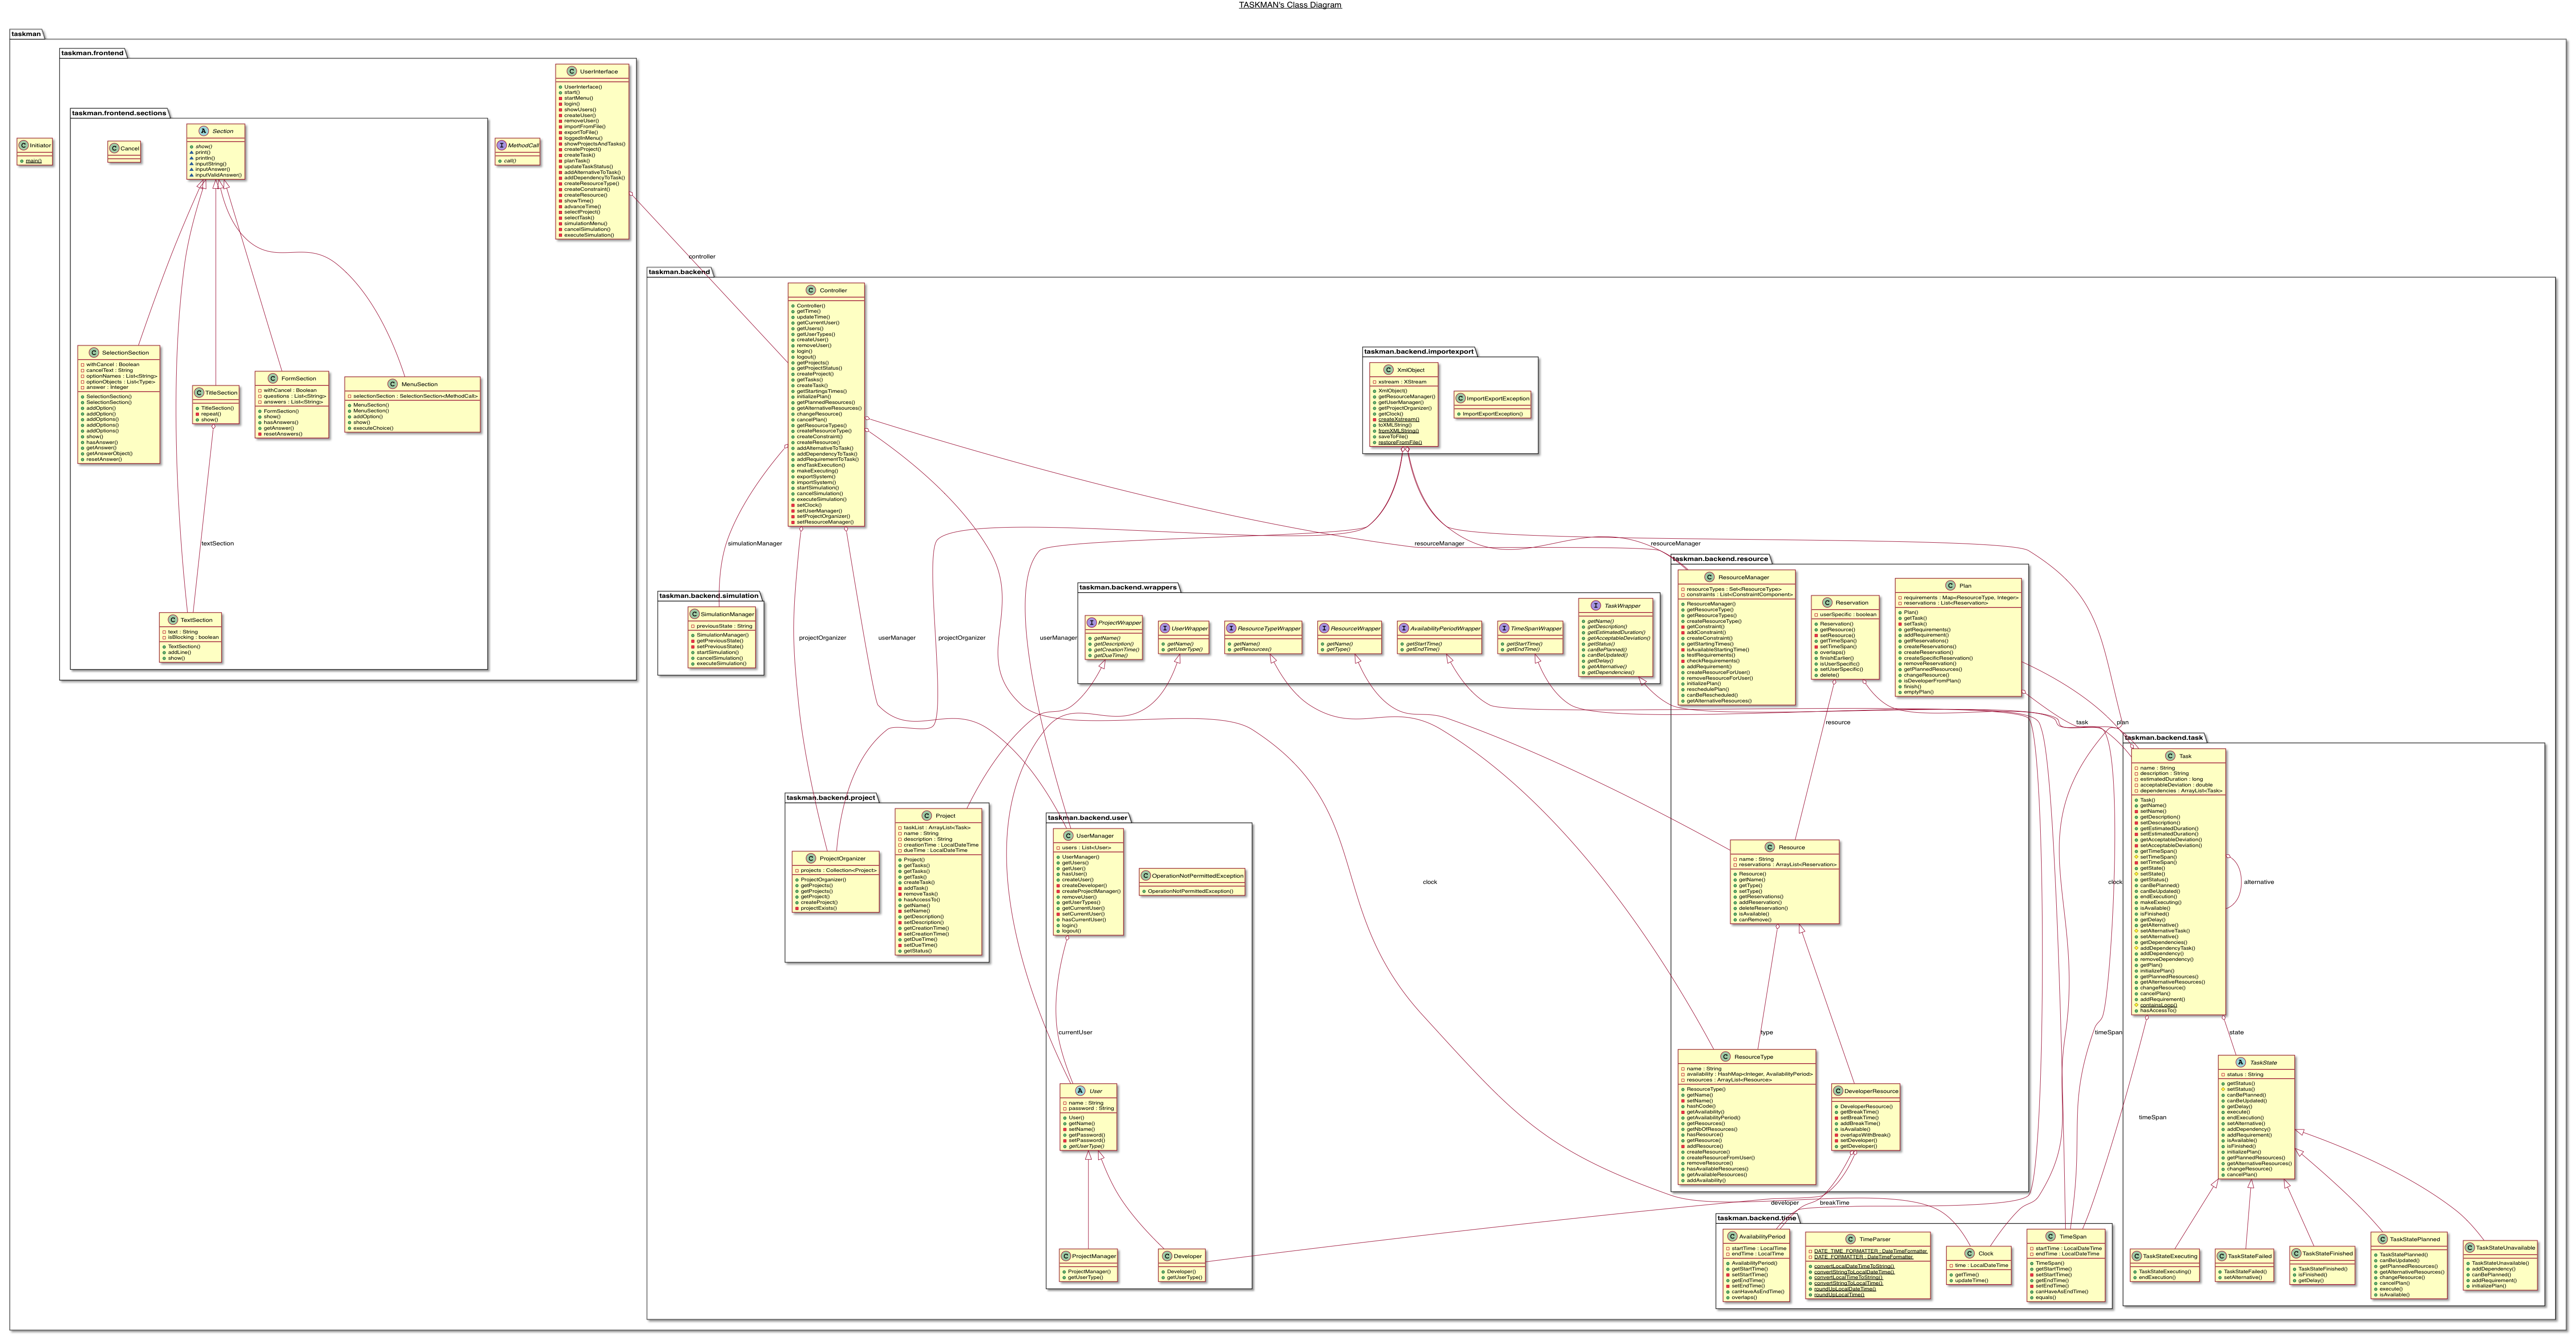 TASKMAN's Class Diagram
taskman
taskman.frontend
C UserInterface
UserInterface()
start()
startMenu()
login()
showUsers()
createUser()
removeUser()
importFromFile()
exportToFile()
loggedInMenu()
showProjectsAndTasks()
createProject()
createTask()
planTask()
updateTaskStatus()
addAlternativeToTask()
addDependencyToTask()
createResourceType()
createConstraint()
createResource()
showTime()
advanceTime()
selectProject()
selectTask()
simulationMenu()
cancelSimulation()
executeSimulation()
taskman.frontend.sections
C Initiator
main()
C Cancel
A Section
show()
print()
println()
inputString()
inputAnswer()
inputValidAnswer()
I MethodCall
call()
C SelectionSection
withCancel : Boolean
cancelText : String
optionNames : List<String>
optionObjects : List<Type>
answer : Integer
SelectionSection()
SelectionSection()
addOption()
addOption()
addOption()
addOptions()
addOptions()
show()
hasAnswer()
getAnswer()
getAnswerObject()
resetAnswer()
C TitleSection
TitleSection()
repeat()
show()
C FormSection
withCancel : Boolean
questions : List<String>
answers : List<String>
FormSection()
show()
hasAnswers()
getAnswer()
resetAnswers()
C MenuSection
selectionSection : SelectionSection<MethodCall>
MenuSection()
MenuSection()
addOption()
show()
executeChoice()
textSection
C TextSection
text : String
isBlocking : boolean
TextSection()
addLine()
show()
controller
taskman.backend
C Controller
Controller()
getTime()
updateTime()
getCurrentUser()
getUsers()
getUserTypes()
createUser()
removeUser()
login()
logout()
getProjects()
getProjectStatus()
createProject()
getTasks()
createTask()
getStartingsTimes()
initializePlan()
getPlannedResources()
getAlternativeResources()
changeResource()
cancelPlan()
getResourceTypes()
createResourceType()
createConstraint()
createResource()
addAlternativeToTask()
addDependencyToTask()
addRequirementToTask()
endTaskExecution()
makeExecuting()
exportSystem()
importSystem()
startSimulation()
cancelSimulation()
executeSimulation()
setClock()
setUserManager()
setProjectOrganizer()
setResourceManager()
taskman.backend.importexport
C XmlObject
xstream : XStream
XmlObject()
getResourceManager()
getUserManager()
getProjectOrganizer()
getClock()
createXstream()
toXMLString()
fromXMLString()
saveToFile()
restoreFromFile()
C ImportExportException
ImportExportException()
simulationManager
resourceManager
resourceManager
taskman.backend.simulation
C SimulationManager
previousState : String
SimulationManager()
getPreviousState()
setPreviousState()
startSimulation()
cancelSimulation()
executeSimulation()
projectOrganizer
userManager
projectOrganizer
userManager
taskman.backend.wrappers
I ProjectWrapper
getName()
getDescription()
getCreationTime()
getDueTime()
I UserWrapper
getName()
getUserType()
I ResourceTypeWrapper
getName()
getResources()
I ResourceWrapper
getName()
getType()
I AvailabilityPeriodWrapper
getStartTime()
getEndTime()
I TimeSpanWrapper
getStartTime()
getEndTime()
I TaskWrapper
getName()
getDescription()
getEstimatedDuration()
getAcceptableDeviation()
getStatus()
canBePlanned()
canBeUpdated()
getDelay()
getAlternative()
getDependencies()
taskman.backend.resource
C ResourceManager
resourceTypes : Set<ResourceType>
constraints : List<ConstraintComponent>
ResourceManager()
getResourceType()
getResourceTypes()
createResourceType()
getConstraint()
addConstraint()
createConstraint()
getStartingTimes()
isAvailableStartingTime()
testRequirements()
checkRequirements()
addRequirement()
createResourceForUser()
removeResourceForUser()
initializePlan()
reschedulePlan()
canBeRescheduled()
getAlternativeResources()
C Reservation
userSpecific : boolean
Reservation()
getResource()
setResource()
getTimeSpan()
setTimeSpan()
overlaps()
finishEarlier()
isUserSpecific()
setUserSpecific()
delete()
C Plan
requirements : Map<ResourceType, Integer>
reservations : List<Reservation>
Plan()
getTask()
setTask()
getRequirements()
addRequirement()
getReservations()
createReservations()
createReservation()
createSpecificReservation()
removeReservation()
getPlannedResources()
changeResource()
isDeveloperFromPlan()
finish()
emptyPlan()
resource
task
plan
C Resource
name : String
reservations : ArrayList<Reservation>
Resource()
getName()
getType()
setType()
getReservations()
addReservation()
deleteReservation()
isAvailable()
canRemove()
type
C ResourceType
name : String
availability : HashMap<Integer, AvailabilityPeriod>
resources : ArrayList<Resource>
ResourceType()
getName()
setName()
hashCode()
getAvailability()
getAvailabilityPeriod()
getResources()
getNbOfResources()
hasResource()
getResource()
addResource()
createResource()
createResourceFromUser()
removeResource()
hasAvailableResources()
getAvailableResources()
addAvailability()
C DeveloperResource
DeveloperResource()
getBreakTime()
setBreakTime()
addBreakTime()
isAvailable()
overlapsWithBreak()
setDeveloper()
getDeveloper()
taskman.backend.project
C ProjectOrganizer
projects : Collection<Project>
ProjectOrganizer()
getProjects()
getProjects()
getProject()
createProject()
projectExists()
C Project
taskList : ArrayList<Task>
name : String
description : String
creationTime : LocalDateTime
dueTime : LocalDateTime
Project()
getTasks()
getTasks()
getTask()
createTask()
addTask()
removeTask()
hasAccessTo()
getName()
setName()
getDescription()
setDescription()
getCreationTime()
setCreationTime()
getDueTime()
setDueTime()
getStatus()
taskman.backend.user
C UserManager
users : List<User>
UserManager()
getUsers()
getUser()
hasUser()
createUser()
createDeveloper()
createProjectManager()
removeUser()
getUserTypes()
getCurrentUser()
setCurrentUser()
hasCurrentUser()
login()
logout()
C OperationNotPermittedException
OperationNotPermittedException()
currentUser
A User
name : String
password : String
User()
getName()
setName()
getPassword()
setPassword()
getUserType()
C ProjectManager
ProjectManager()
getUserType()
C Developer
Developer()
getUserType()
clock
clock
timeSpan
timeSpan
developer
breakTime
taskman.backend.time
C AvailabilityPeriod
startTime : LocalTime
endTime : LocalTime
AvailabilityPeriod()
getStartTime()
setStartTime()
getEndTime()
setEndTime()
canHaveAsEndTime()
overlaps()
C TimeParser
DATE_TIME_FORMATTER : DateTimeFormatter
DATE_FORMATTER : DateTimeFormatter
convertLocalDateTimeToString()
convertStringToLocalDateTime()
convertLocalTimeToString()
convertStringToLocalTime()
roundUpLocalDateTime()
roundUpLocalTime()
C Clock
time : LocalDateTime
getTime()
updateTime()
C TimeSpan
startTime : LocalDateTime
endTime : LocalDateTime
TimeSpan()
getStartTime()
setStartTime()
getEndTime()
setEndTime()
canHaveAsEndTime()
equals()
taskman.backend.task
C Task
name : String
description : String
estimatedDuration : long
acceptableDeviation : double
dependencies : ArrayList<Task>
Task()
getName()
setName()
getDescription()
setDescription()
getEstimatedDuration()
setEstimatedDuration()
getAcceptableDeviation()
setAcceptableDeviation()
getTimeSpan()
setTimeSpan()
setTimeSpan()
getState()
setState()
getStatus()
canBePlanned()
canBeUpdated()
endExecution()
makeExecuting()
isAvailable()
isFinished()
getDelay()
getAlternative()
setAlternativeTask()
setAlternative()
getDependencies()
addDependencyTask()
addDependency()
removeDependency()
getPlan()
initializePlan()
getPlannedResources()
getAlternativeResources()
changeResource()
cancelPlan()
addRequirement()
containsLoop()
hasAccessTo()
alternative
state
A TaskState
status : String
getStatus()
setStatus()
canBePlanned()
canBeUpdated()
getDelay()
execute()
endExecution()
setAlternative()
addDependency()
addRequirement()
isAvailable()
isFinished()
initializePlan()
getPlannedResources()
getAlternativeResources()
changeResource()
cancelPlan()
C TaskStateExecuting
TaskStateExecuting()
endExecution()
C TaskStateFailed
TaskStateFailed()
setAlternative()
C TaskStateFinished
TaskStateFinished()
isFinished()
getDelay()
C TaskStatePlanned
TaskStatePlanned()
canBeUpdated()
getPlannedResources()
getAlternativeResources()
changeResource()
cancelPlan()
execute()
isAvailable()
C TaskStateUnavailable
TaskStateUnavailable()
addDependency()
canBePlanned()
addRequirement()
initializePlan()